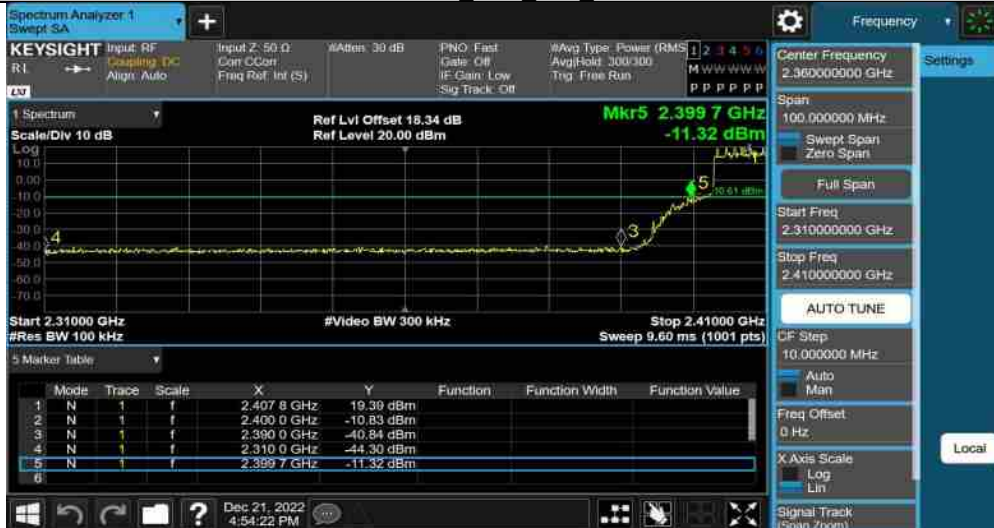 Spectrum Analyzer 1
Swept SA
+
Frequency
KEYSIGHT
RL
LXI
Input: RF
Coupling: DC
Align: Auto
Input Z: 50 Ω
Corr CCorr
Freq Ref: Int (S)
#Atten: 30 dB
PNO: Fast
Gate: Off
IF Gain: Low
Sig Track: Off
#Avg Type: Power (RMS
Avg|Hold: 300/300
Trig: Free Run
1 2 3 4 5 6
M W W W W W
P P P P P P
Center Frequency
2.360000000 GHz
Settings
Span
100.000000 MHz
Swept Span
Zero Span
Full Span
Start Freq
2.310000000 GHz
Stop Freq
2.410000000 GHz
AUTO TUNE
CF Step
10.000000 MHz
Auto
Man
Freq Offset
0 Hz
X Axis Scale
Log
Lin
Local
Signal Track
(Span Zoom)
1 Spectrum
Scale/Div 10 dB
Log
Ref Lvl Offset 18.34 dB
Ref Level 20.00 dBm
Mkr5 2.399 7 GHz
-11.32 dBm
10.0
0.00
-10.0
-20.0
-30.0
-40.0
-50.0
-60.0
-70.0
4
3
5
Start 2.31000 GHz
#Res BW 100 kHz
#Video BW 300 kHz
Stop 2.41000 GHz
Sweep 9.60 ms (1001 pts)
5 Marker Table
Mode Trace Scale X Y Function Function Width Function Value
1 N 1 f 2.407 8 GHz 19.39 dBm
2 N 1 f 2.400 0 GHz -10.83 dBm
3 N 1 f 2.390 0 GHz -40.84 dBm
4 N 1 f 2.310 0 GHz -44.30 dBm
5 N 1 f 2.399 7 GHz -11.32 dBm
6
?
Dec 21, 2022
4:54:22 PM